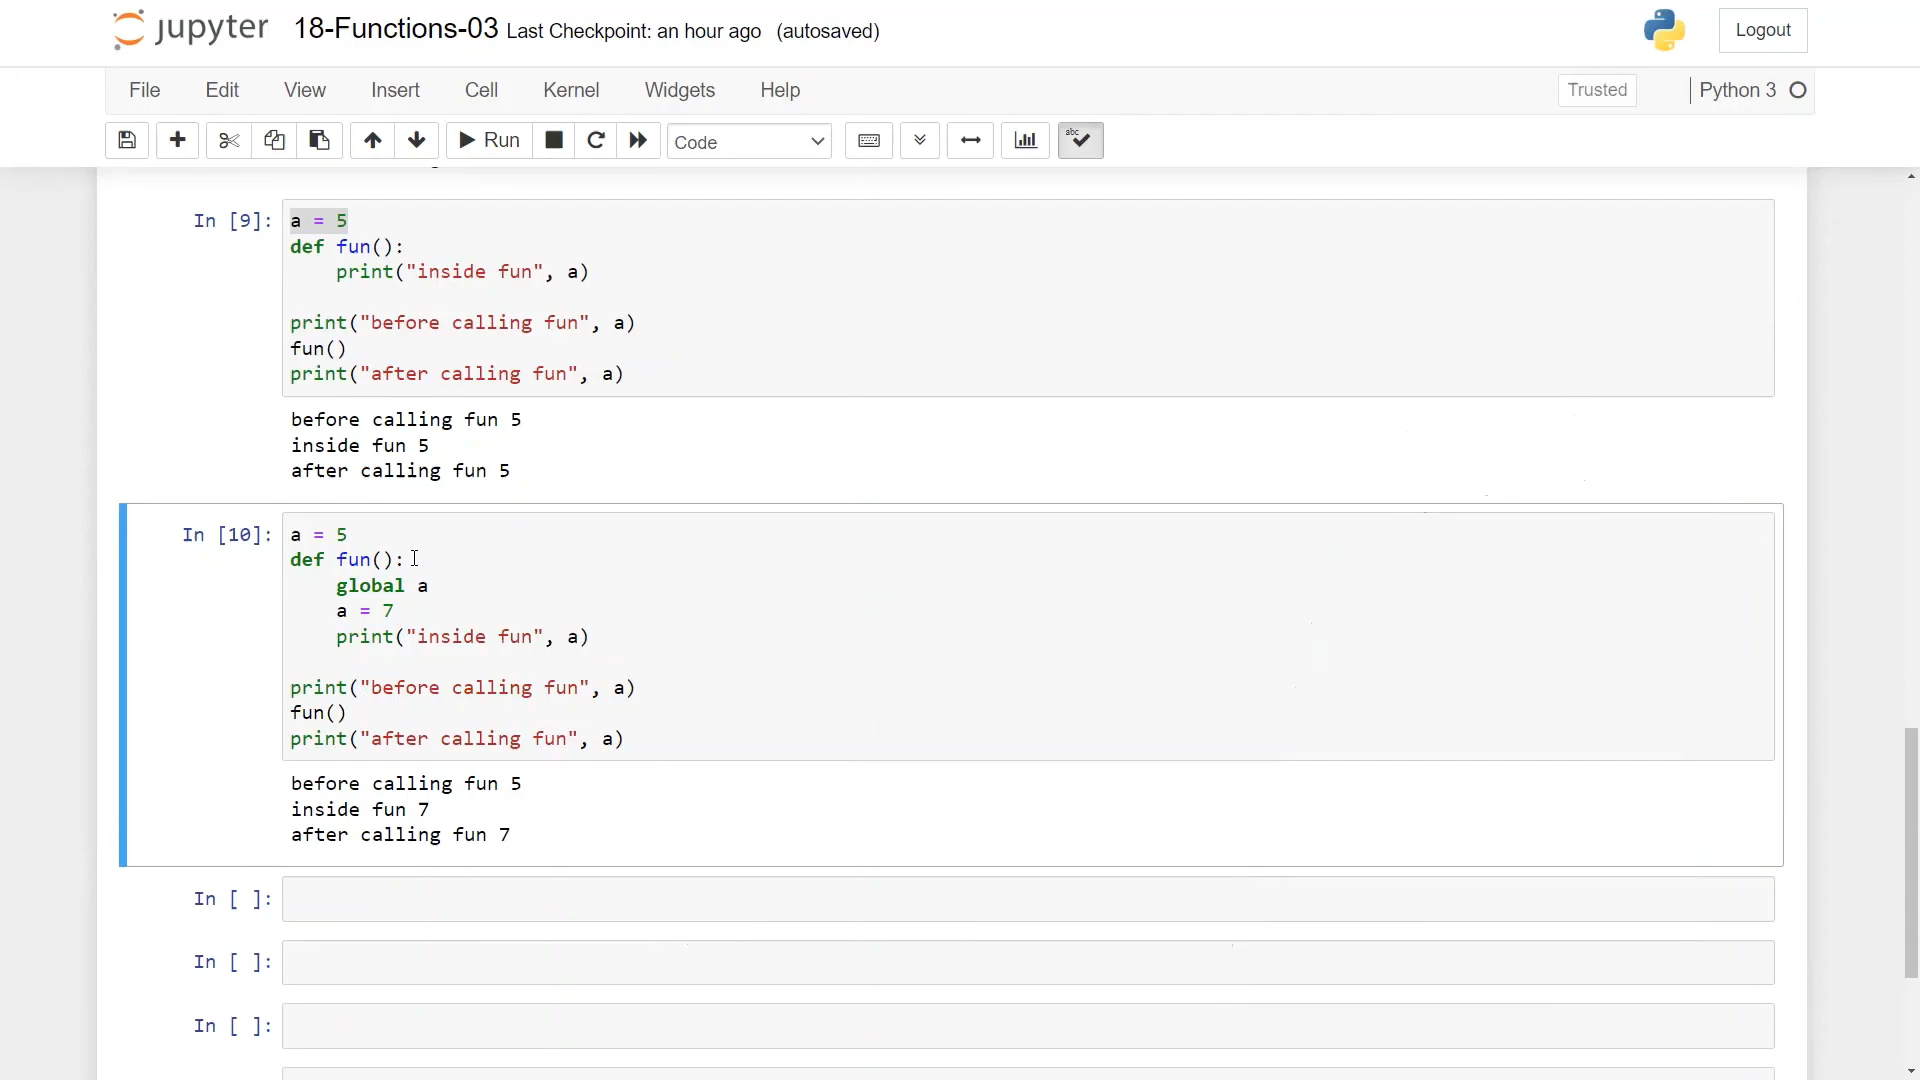 jupyter 18-Functions-03 Last Checkpoint: an hour ago (autosaved) Logout
File Edit View Insert Cell Kernel Widgets Help Trusted Python 3
Run Code abc
In [9]: a = 5
def fun():
    print("inside fun", a)
print("before calling fun", a)
fun()
print("after calling fun", a)
before calling fun 5
inside fun 5
after calling fun 5
In [10]: a = 5
def fun():
    global a
    a = 7
    print("inside fun", a)
print("before calling fun", a)
fun()
print("after calling fun", a)
before calling fun 5
inside fun 7
after calling fun 7
In [ ]:
In [ ]:
In [ ]: